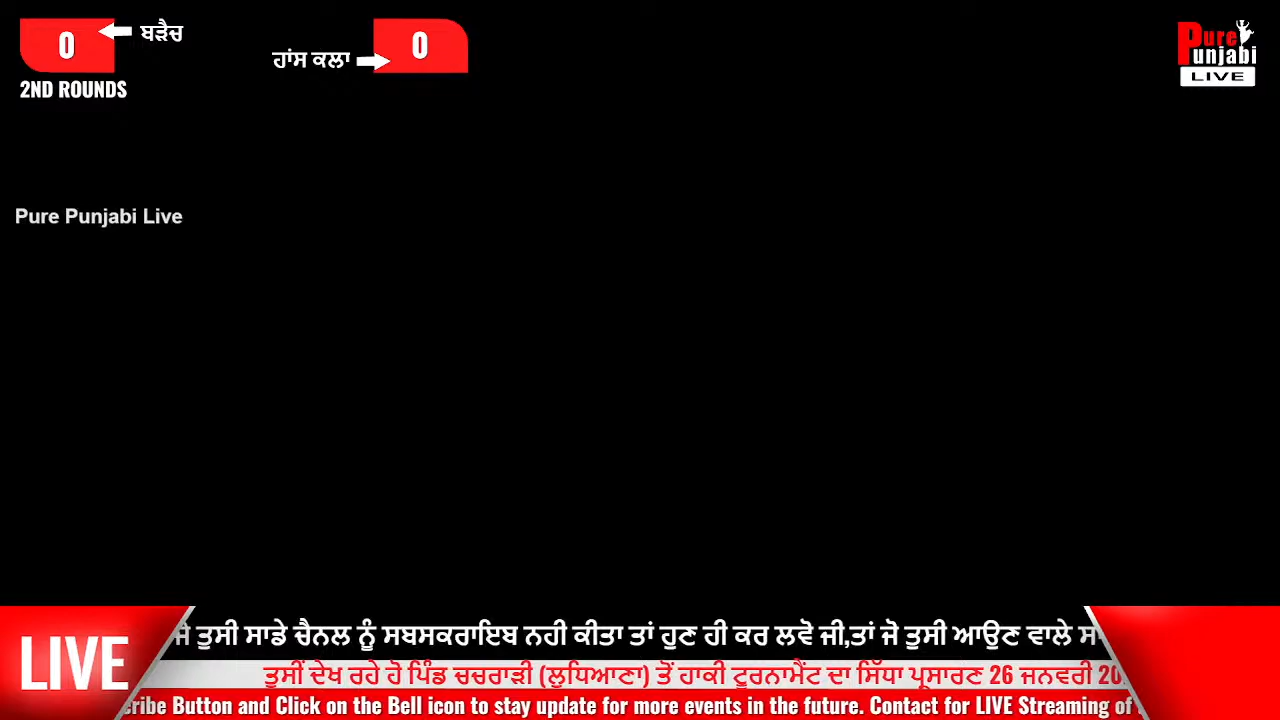 0
ਬੜੈਚ
ਹਾਂਸ ਕਲਾ
0
2ND ROUNDS
Pure
Punjabi
LIVE
Pure Punjabi Live
LIVE
ਜੇ ਤੁਸੀ ਸਾਡੇ ਚੈਨਲ ਨੂੰ ਸਬਸਕਰਾਇਬ ਨਹੀ ਕੀਤਾ ਤਾਂ ਹੁਣ ਹੀ ਕਰ ਲਵੋ ਜੀ,ਤਾਂ ਜੋ ਤੁਸੀ ਆਉਣ ਵਾਲੇ
ਤੁਸੀਂ ਦੇਖ ਰਹੇ ਹੋ ਪਿੰਡ ਚਚਰਾੜੀ (ਲੁਧਿਆਣਾ) ਤੋਂ ਹਾਕੀ ਟੂਰਨਾਮੈਂਟ ਦਾ ਸਿੱਧਾ ਪ੍ਰਸਾਰਣ 26 ਜਨਵਰੀ 20
ribe Button and Click on the Bell icon to stay update for more events in the future. Contact for LIVE Streaming of